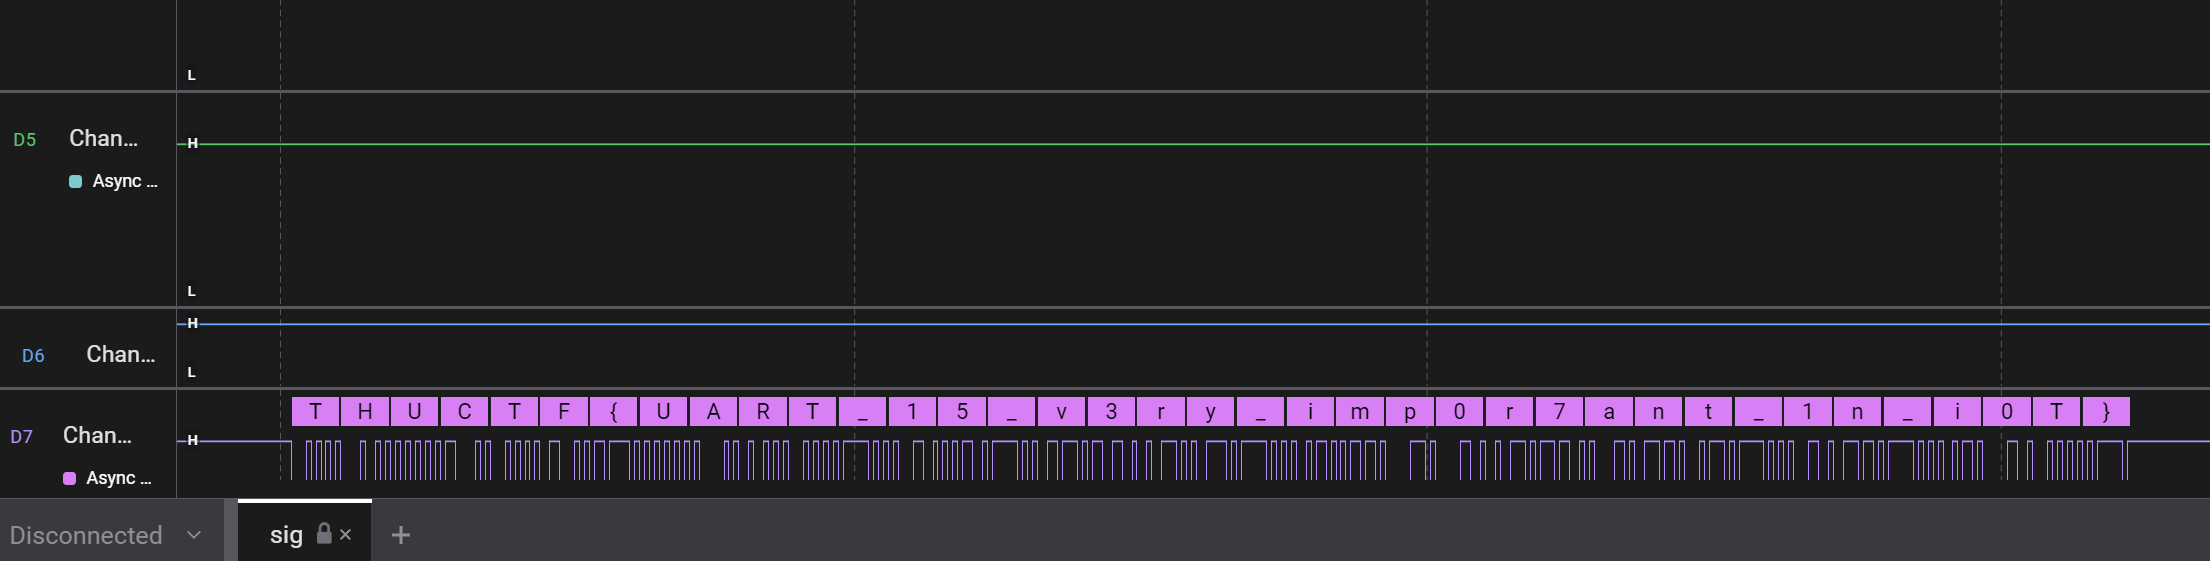 L
D5 Chan...
H
Async ...
L
H
D6 Chan...
L
T H U C T F { U A R T _ 1 5 _ v 3 r y _ i m p 0 r 7 a n t _ 1 n _ i 0 T }
D7 Chan...
H
Async ...
Disconnected sig × +